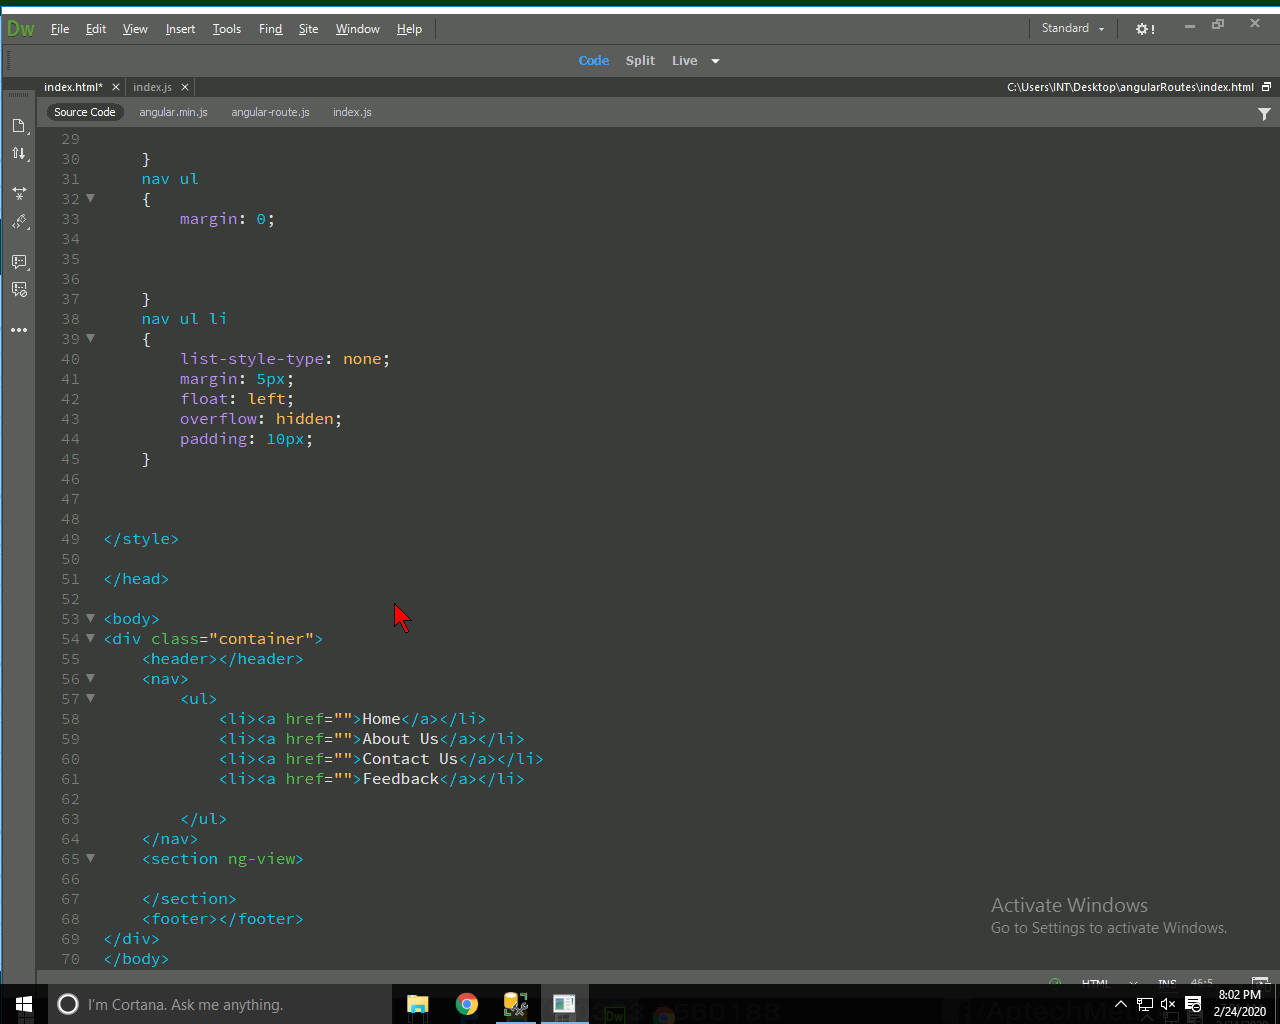 Dw File Edit View Insert Tools Find Site Window Help Standard !
Code Split Live
index.html* × index.js × C:\Users\INT\Desktop\angularRoutes\index.html
Source Code angular.min.js angular-route.js index.js
29
30 }
31 nav ul
32 {
33 margin: 0;
34
35
36
37 }
38 nav ul li
39 {
40 list-style-type: none;
41 margin: 5px;
42 float: left;
43 overflow: hidden;
44 padding: 10px;
45 }
46
47
48
49 </style>
50
51 </head>
52
53 <body>
54 <div class="container">
55 <header></header>
56 <nav>
57 <ul>
58 <li><a href="">Home</a></li>
59 <li><a href="">About Us</a></li>
60 <li><a href="">Contact Us</a></li>
61 <li><a href="">Feedback</a></li>
62
63 </ul>
64 </nav>
65 <section ng-view>
66
67 </section>
68 <footer></footer>
69 </div>
70 </body>
Activate Windows
Go to Settings to activate Windows.
HTML INS 46:5
I'm Cortana. Ask me anything.
8:02 PM
2/24/2020